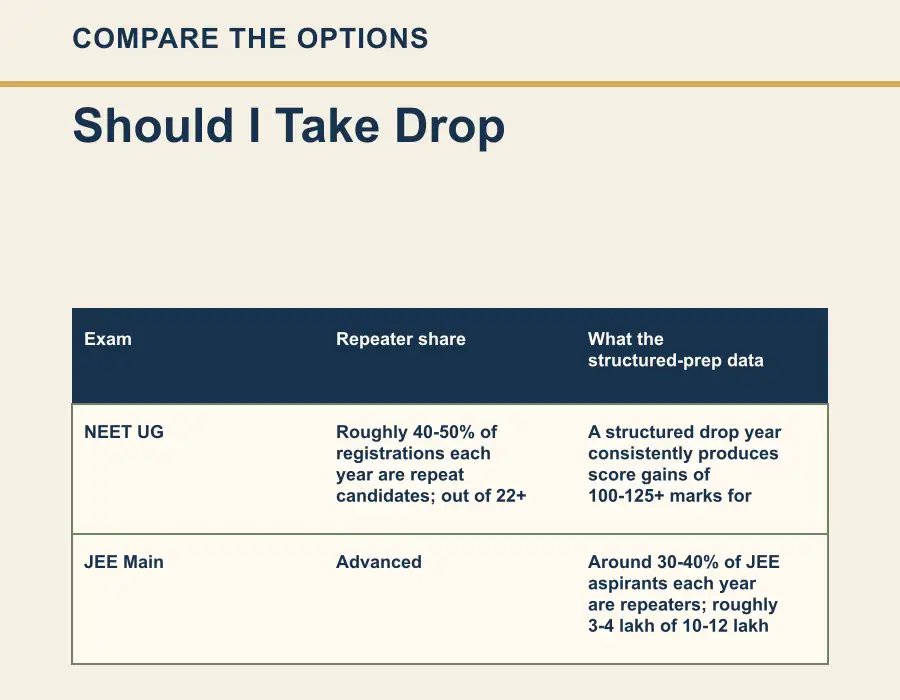 COMPARE THE OPTIONS
Should I Take Drop
Exam
Repeater share
What the
structured-prep data
NEET UG
Roughly 40-50% of
registrations each
year are repeat
candidates; out of 22+
A structured drop year
consistently produces
score gains of
100-125+ marks for
JEE Main
Advanced
Around 30-40% of JEE
aspirants each year
are repeaters; roughly
3-4 lakh of 10-12 lakh